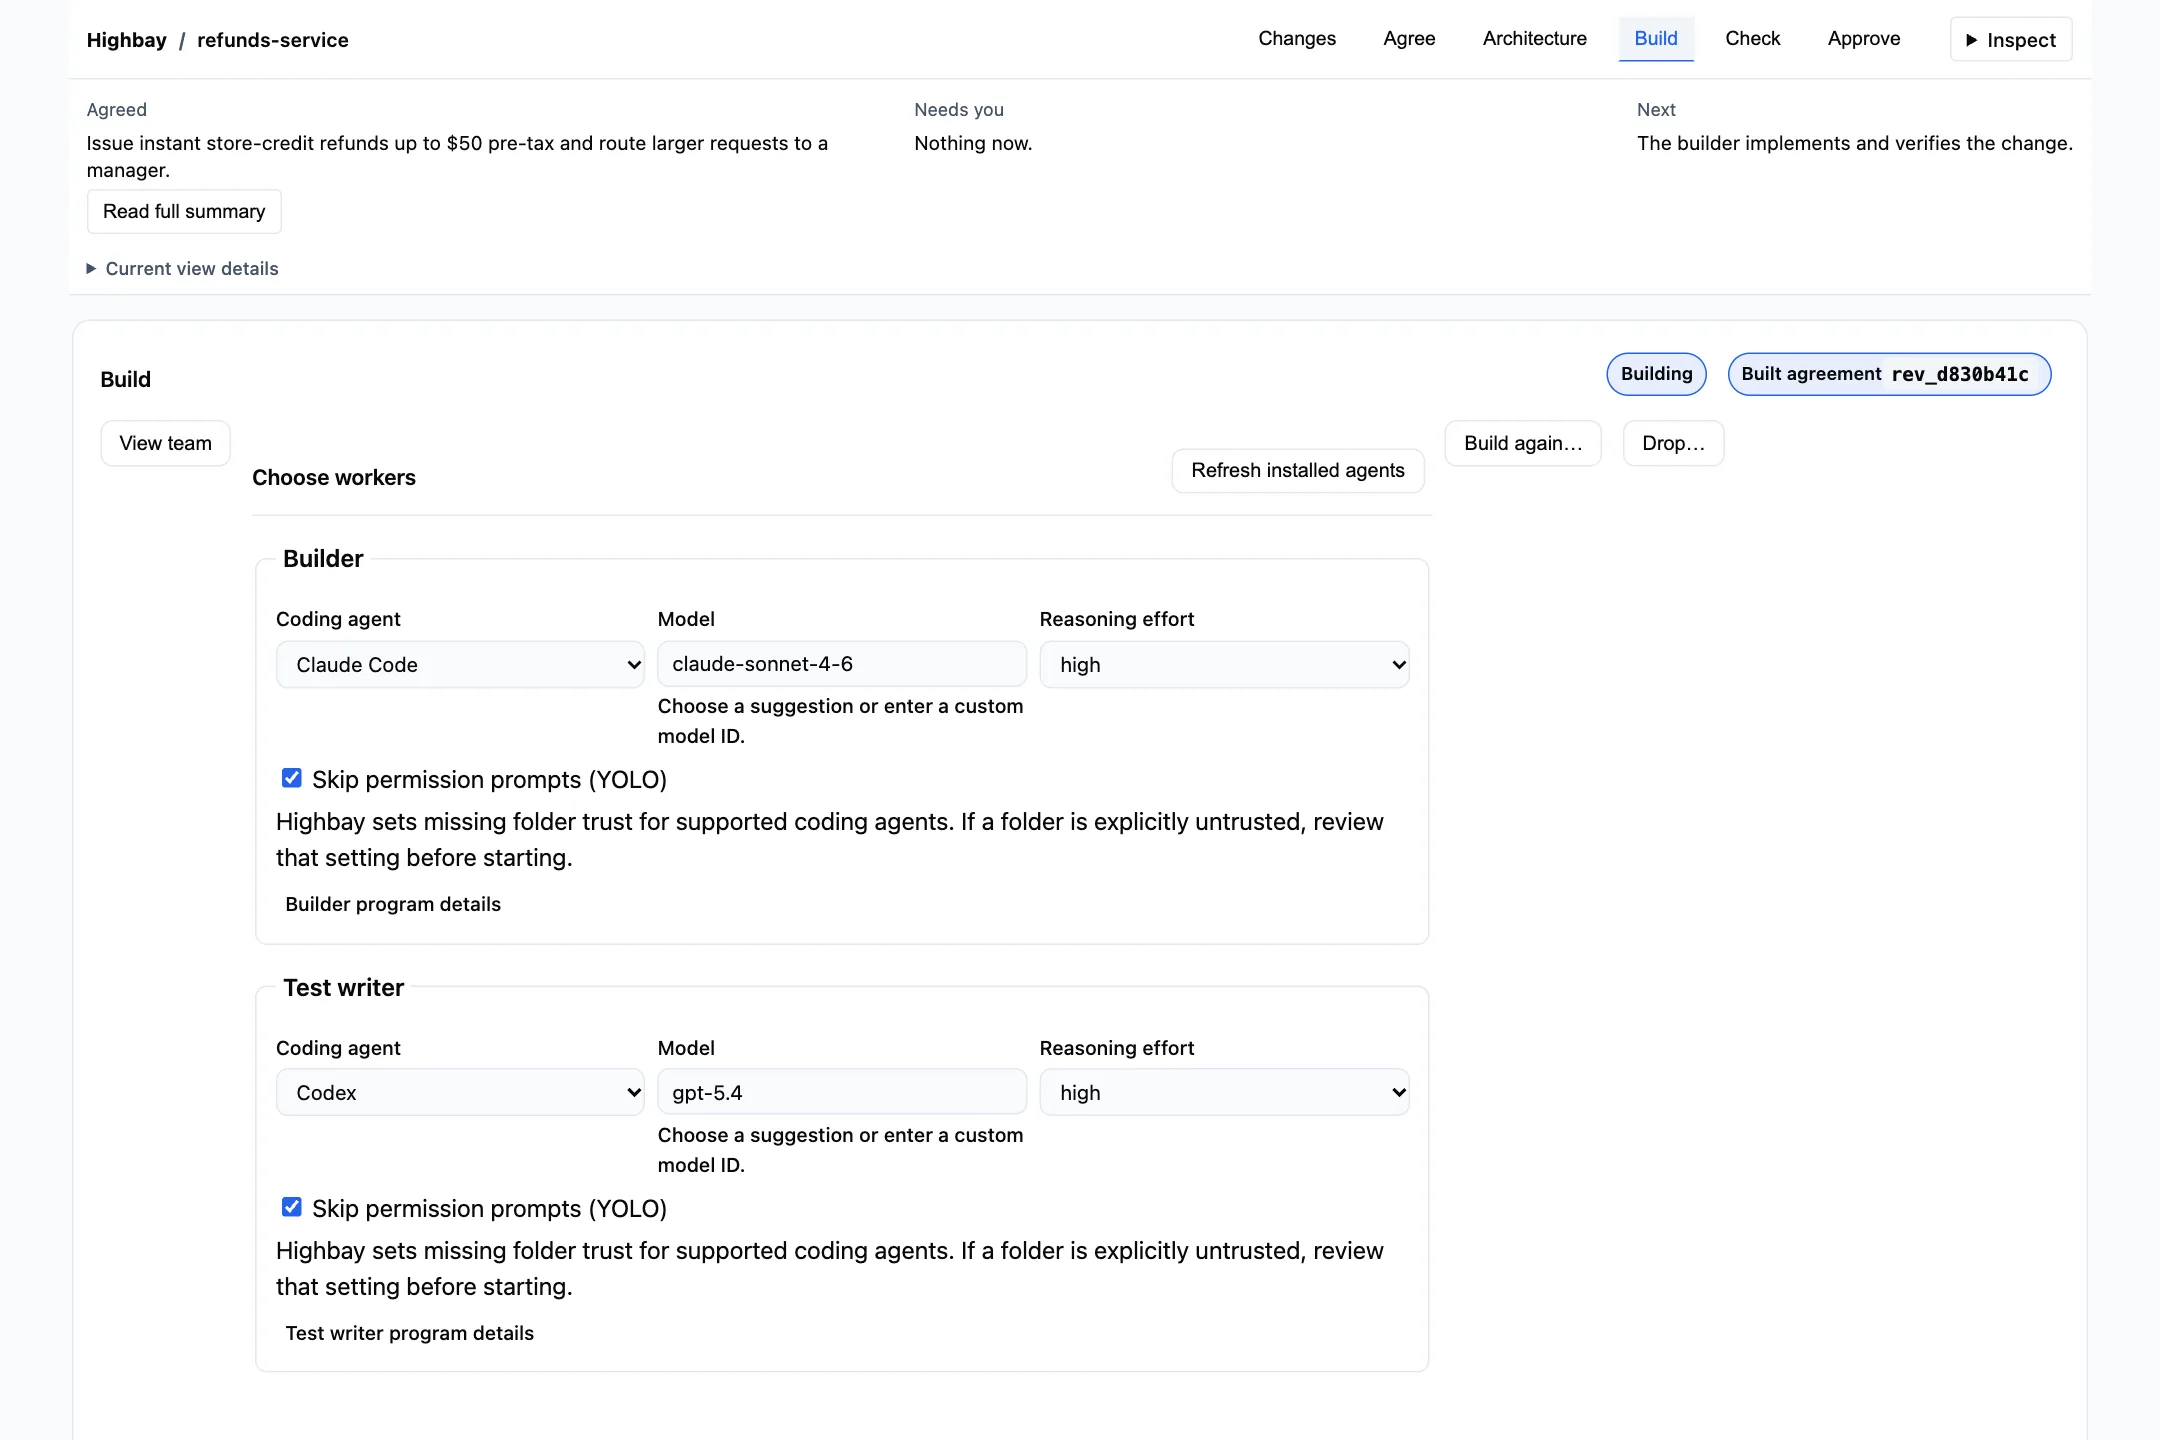 Highbay / refunds-service
Changes
Agree
Architecture
Build
Check
Approve
▶ Inspect
Agreed
Issue instant store-credit refunds up to $50 pre-tax and route larger requests to a
manager.
Read full summary
Needs you
Nothing now.
Next
The builder implements and verifies the change.
▶ Current view details
Build
Building
Built agreement rev_d830b41c
View team
Choose workers
Refresh installed agents
Build again…
Drop…
Builder
Coding agent
Claude Code
Model
claude-sonnet-4-6
Choose a suggestion or enter a custom
model ID.
Reasoning effort
high
Skip permission prompts (YOLO)
Highbay sets missing folder trust for supported coding agents. If a folder is explicitly untrusted, review
that setting before starting.
Builder program details
Test writer
Coding agent
Codex
Model
gpt-5.4
Choose a suggestion or enter a custom
model ID.
Reasoning effort
high
Skip permission prompts (YOLO)
Highbay sets missing folder trust for supported coding agents. If a folder is explicitly untrusted, review
that setting before starting.
Test writer program details